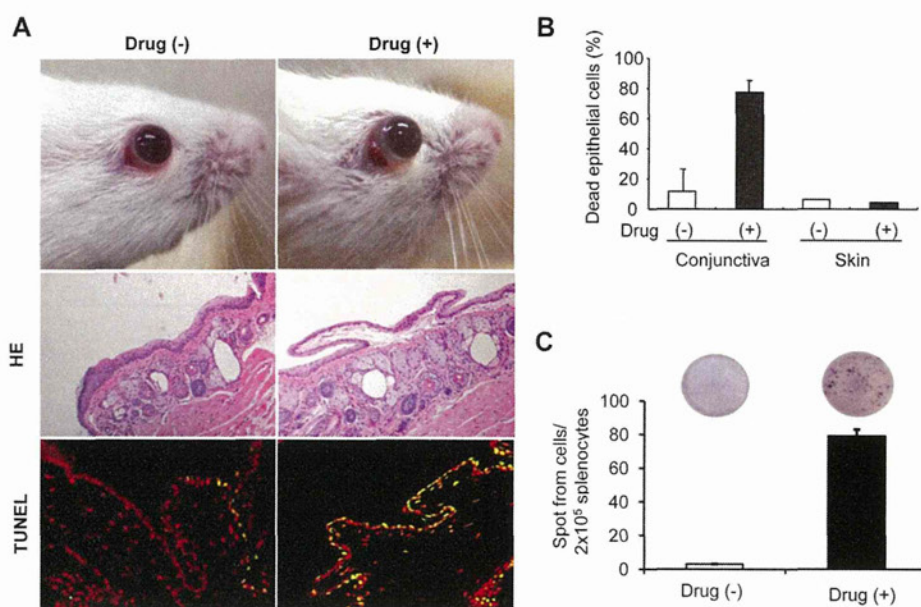 A
Drug (-)
Drug (+)
HE
TUNEL
B
Dead epithelial cells (%)
100
80
60
40
20
0
Drug (-) (+) (-) (+)
Conjunctiva Skin
C
Spot from cells/
2x10⁵ splenocytes
100
80
60
40
20
0
Drug (-) Drug (+)